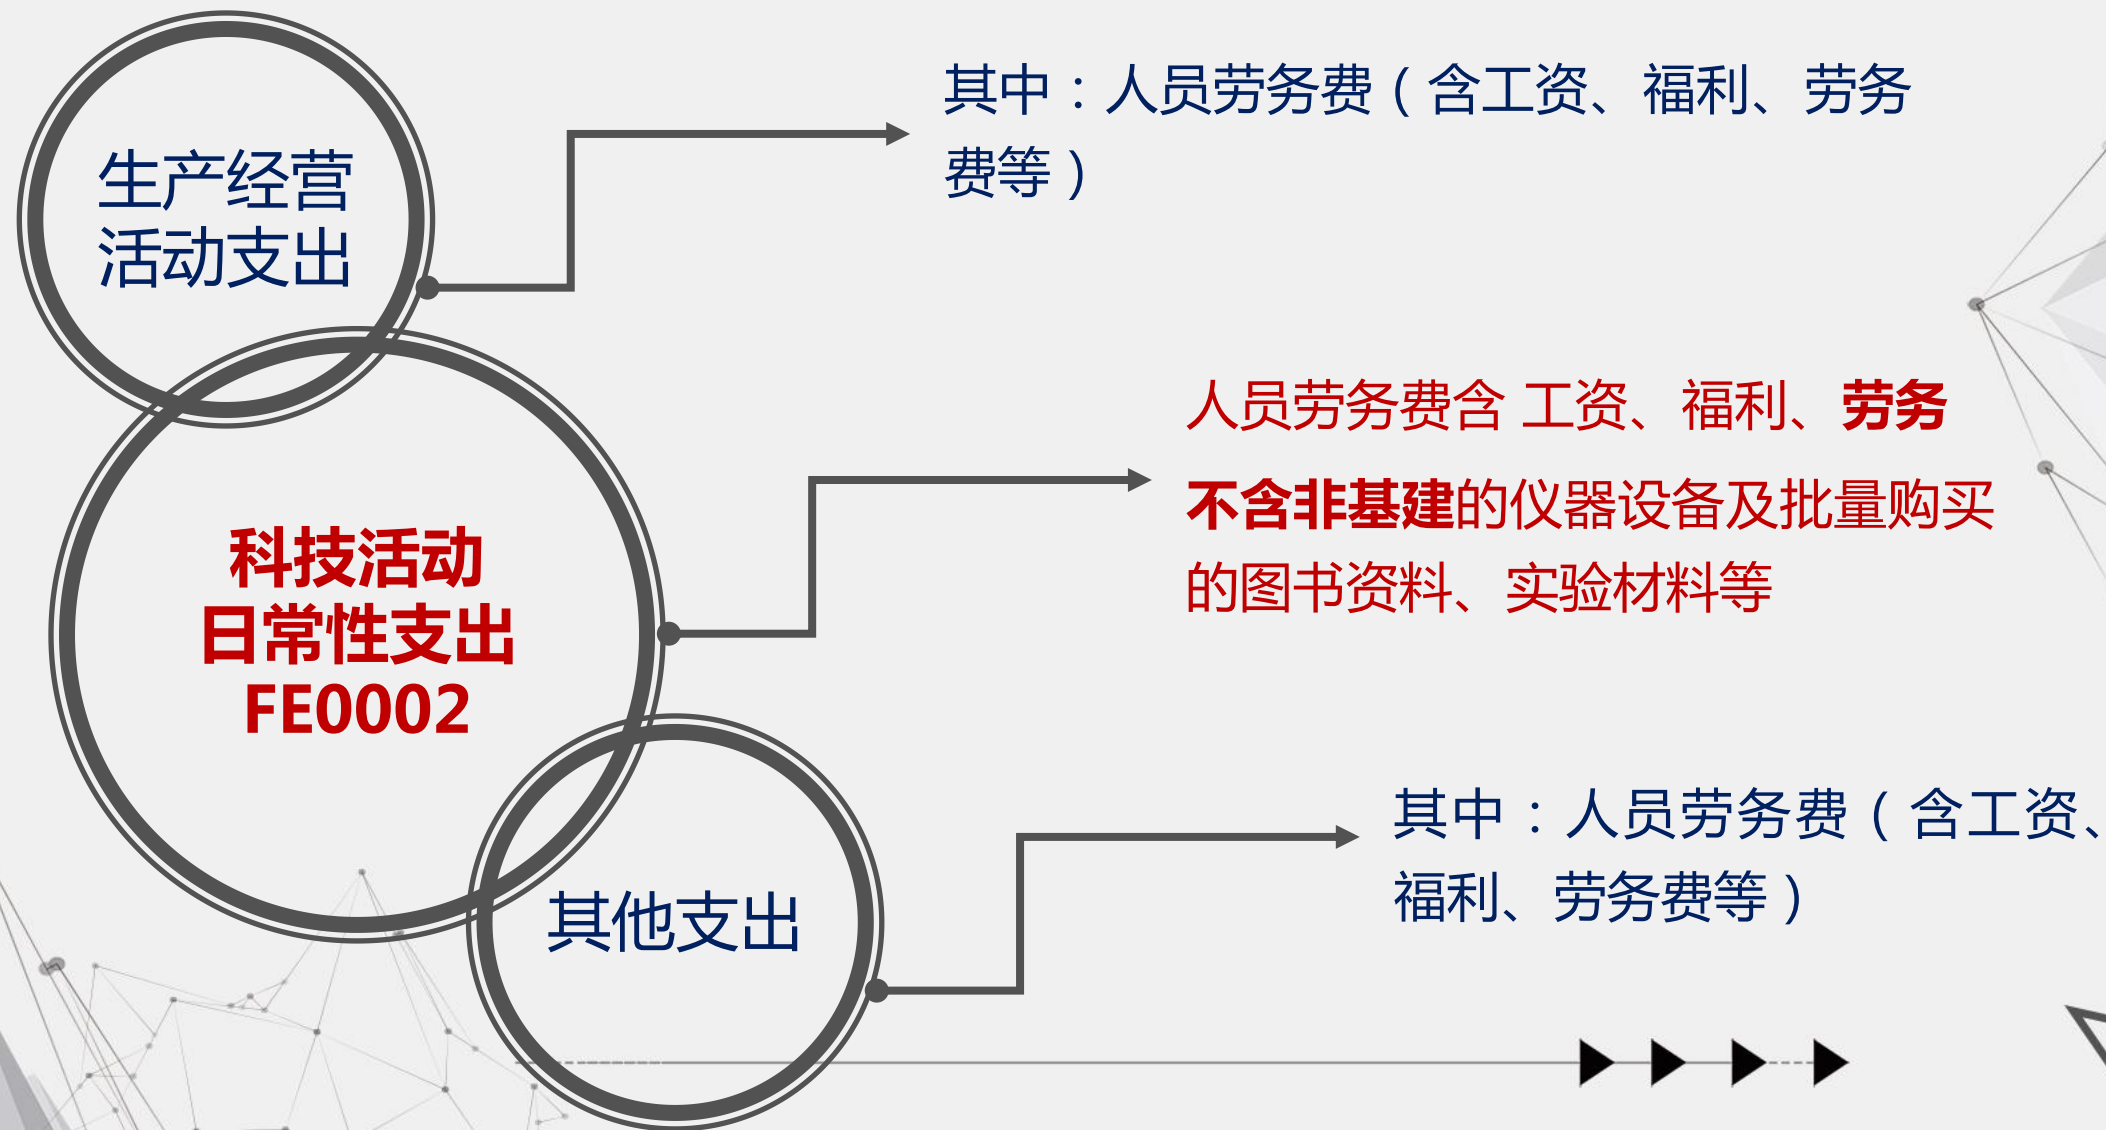 生产经营
活动支出
其中：人员劳务费（含工资、福利、劳务
费等）
科技活动
日常性支出
FE0002
人员劳务费含 工资、福利、劳务
不含非基建的仪器设备及批量购买
的图书资料、实验材料等
其他支出
其中：人员劳务费（含工资、
福利、劳务费等）